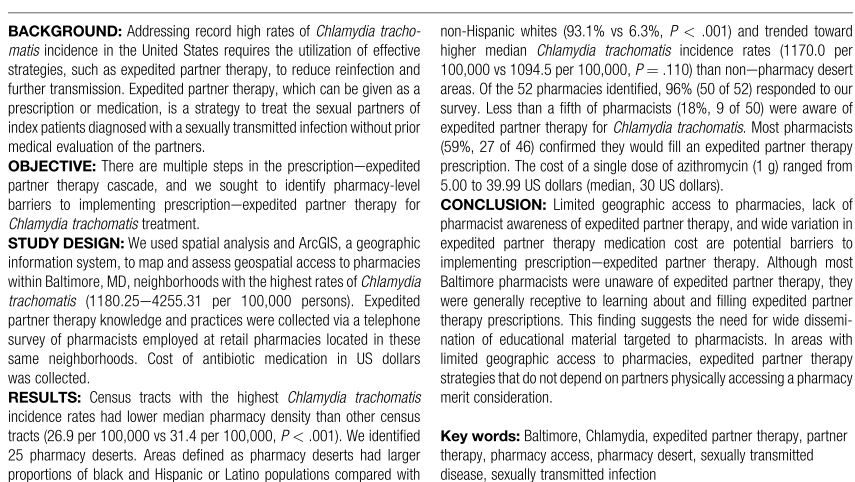 BACKGROUND: Addressing record high rates of Chlamydia tracho-
matis incidence in the United States requires the utilization of effective
strategies, such as expedited partner therapy, to reduce reinfection and
further transmission. Expedited partner therapy, which can be given as a
prescription or medication, is a strategy to treat the sexual partners of
index patients diagnosed with a sexually transmitted infection without prior
medical evaluation of the partners.
OBJECTIVE: There are multiple steps in the prescription—expedited
partner therapy cascade, and we sought to identify pharmacy-level
barriers to implementing prescription—expedited partner therapy for
Chlamydia trachomatis treatment.
STUDY DESIGN: We used spatial analysis and ArcGIS, a geographic
information system, to map and assess geospatial access to pharmacies
within Baltimore, MD, neighborhoods with the highest rates of Chlamydia
trachomatis (1180.25—4255.31 per 100,000 persons). Expedited
partner therapy knowledge and practices were collected via a telephone
survey of pharmacists employed at retail pharmacies located in these
same neighborhoods. Cost of antibiotic medication in US dollars
was collected.
RESULTS: Census tracts with the highest Chlamydia trachomatis
incidence rates had lower median pharmacy density than other census
tracts (26.9 per 100,000 vs 31.4 per 100,000, P < .001). We identified
25 pharmacy deserts. Areas defined as pharmacy deserts had larger
proportions of black and Hispanic or Latino populations compared with
non-Hispanic whites (93.1% vs 6.3%, P < .001) and trended toward
higher median Chlamydia trachomatis incidence rates (1170.0 per
100,000 vs 1094.5 per 100,000, P = .110) than non—pharmacy desert
areas. Of the 52 pharmacies identified, 96% (50 of 52) responded to our
survey. Less than a fifth of pharmacists (18%, 9 of 50) were aware of
expedited partner therapy for Chlamydia trachomatis. Most pharmacists
(59%, 27 of 46) confirmed they would fill an expedited partner therapy
prescription. The cost of a single dose of azithromycin (1 g) ranged from
5.00 to 39.99 US dollars (median, 30 US dollars).
CONCLUSION: Limited geographic access to pharmacies, lack of
pharmacist awareness of expedited partner therapy, and wide variation in
expedited partner therapy medication cost are potential barriers to
implementing prescription—expedited partner therapy. Although most
Baltimore pharmacists were unaware of expedited partner therapy, they
were generally receptive to learning about and filling expedited partner
therapy prescriptions. This finding suggests the need for wide dissemi-
nation of educational material targeted to pharmacists. In areas with
limited geographic access to pharmacies, expedited partner therapy
strategies that do not depend on partners physically accessing a pharmacy
merit consideration.
Key words: Baltimore, Chlamydia, expedited partner therapy, partner
therapy, pharmacy access, pharmacy desert, sexually transmitted
disease, sexually transmitted infection